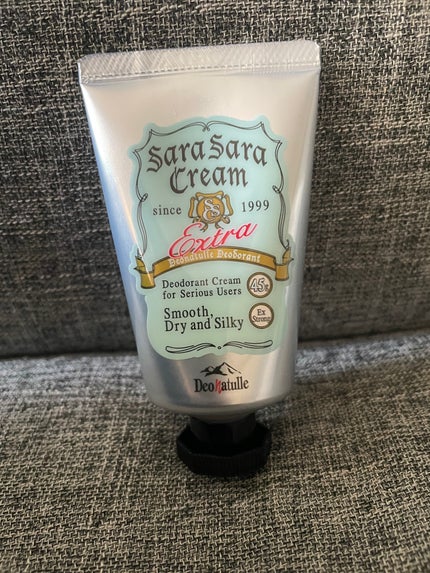 Sara Sara
Cream
since 1999
Extra
Deonatulle Deodorant
Deodorant Cream
for Serious Users
45g
Smooth,
Dry and Silky
Ex
Strong
DeoNatulle